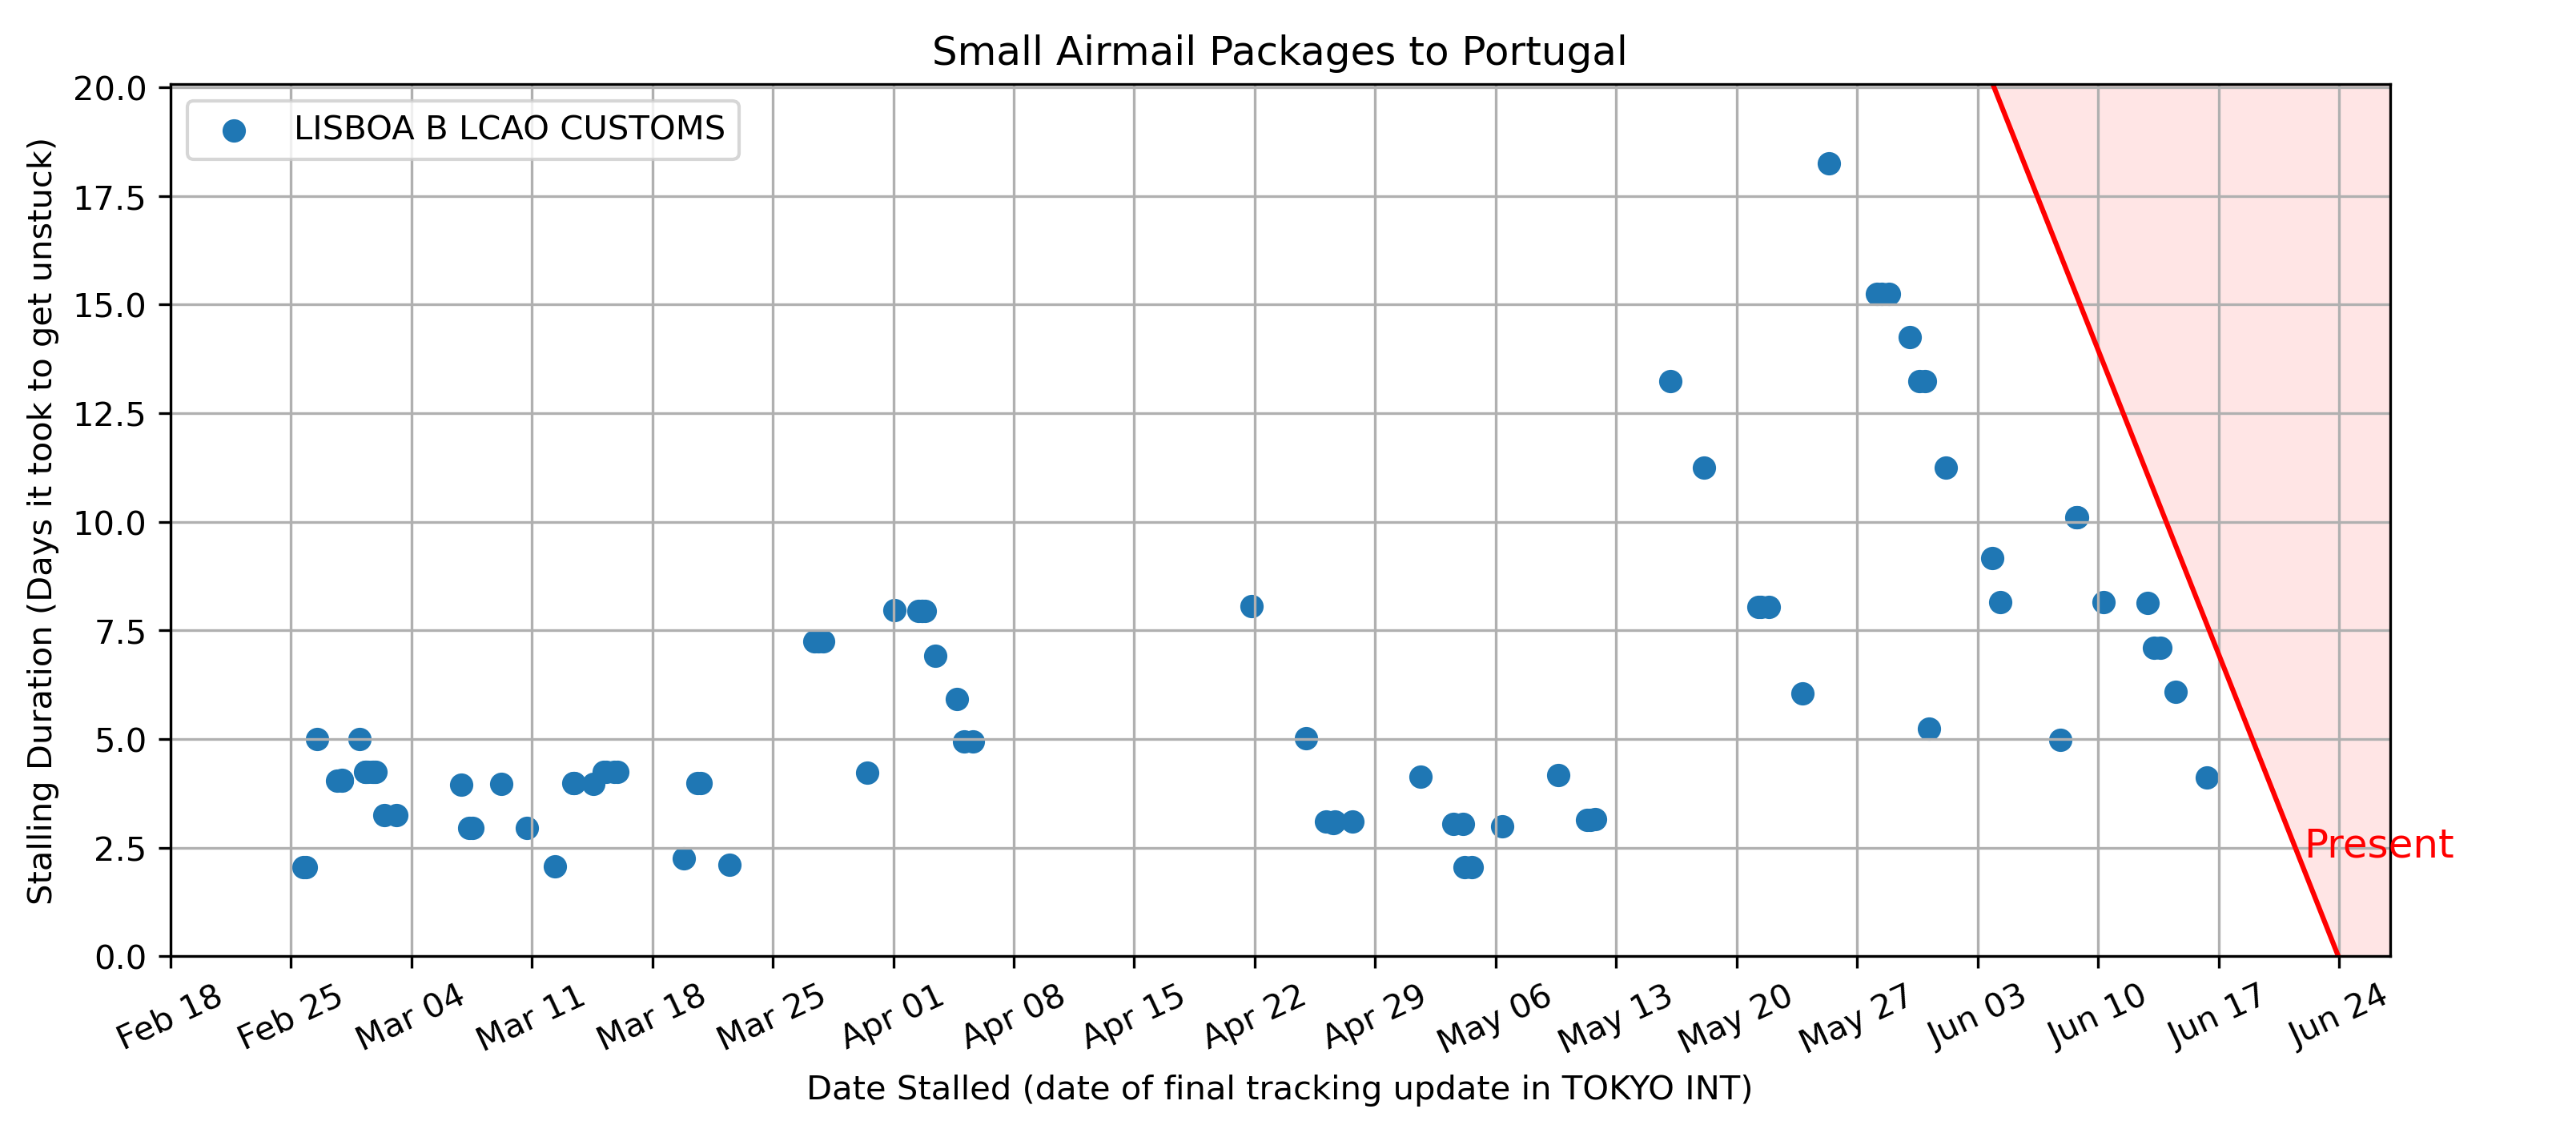 Small Airmail Packages to Portugal
LISBOA B LCAO CUSTOMS
Stalling Duration (Days it took to get unstuck)
20.0
17.5
15.0
12.5
10.0
7.5
5.0
2.5
0.0
Present
Feb 18 Feb 25 Mar 04 Mar 11 Mar 18 Mar 25 Apr 01 Apr 08 Apr 15 Apr 22 Apr 29 May 06 May 13 May 20 May 27 Jun 03 Jun 10 Jun 17 Jun 24
Date Stalled (date of final tracking update in TOKYO INT)